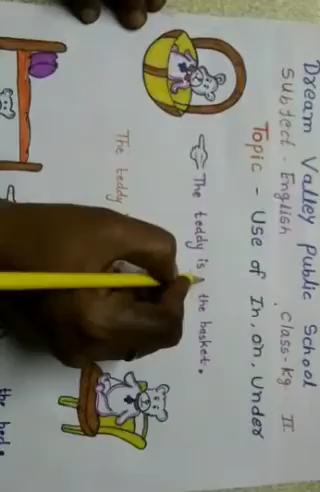 Dream Valley Public School
Subject - English Class - Kg II
Topic - Use of In, on, Under
The teddy is the basket.
The teddy
the bed.